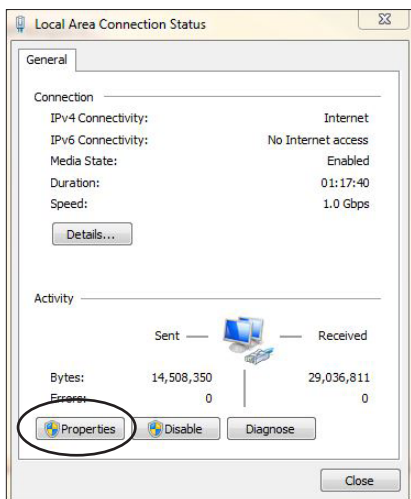 Local Area Connection Status
General
Connection
IPv4 Connectivity: Internet
IPv6 Connectivity: No Internet access
Media State: Enabled
Duration: 01:17:40
Speed: 1.0 Gbps
Details...
Activity
Sent — Received
Bytes: 14,508,350 29,036,811
Errors: 0 0
Properties Disable Diagnose
Close